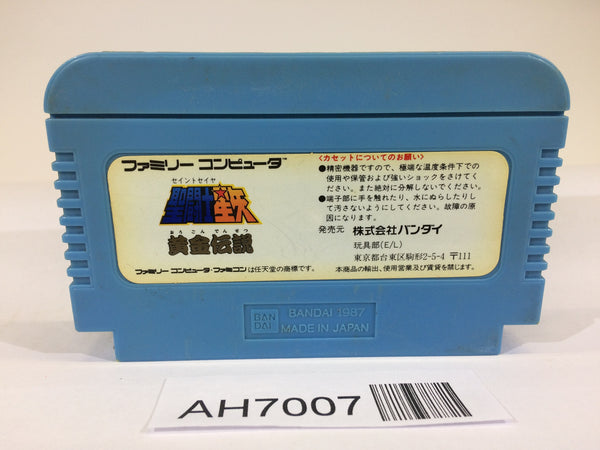 ファミリー コンピュータ™
セイントセイヤ
聖闘士星矢
おうごんでんせつ
黄金伝説
ファミリー コンピュータ・ファミコンは任天堂の商標です。
〈カセットについてのお願い〉
●精密機器ですので、極端な温度条件下での
使用や保管および強いショックをさけてくだ
さい。また絶対に分解しないでください。
●端子部に手を触れたり、水にぬらしたりし
て汚さないようにしてください。故障の原
因になります。
発売元 株式会社バンダイ
玩具部(E/L)
東京都台東区駒形2-5-4 〒111
本商品の輸出、使用営業及び賃貸を禁じます。
BAN
DAI
BANDAI 1987
MADE IN JAPAN
AH7007